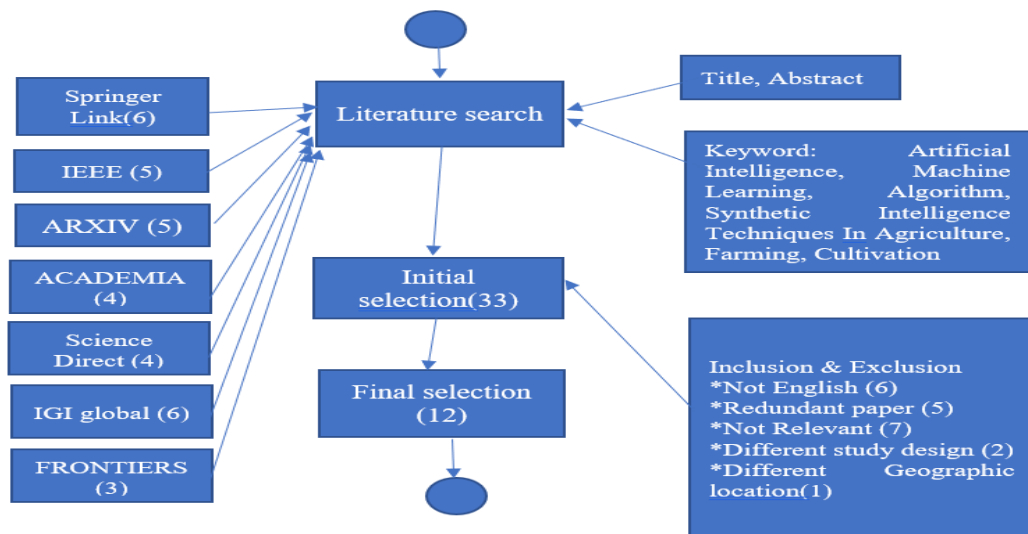 Springer
Link(6)
IEEE (5)
ARXIV (5)
ACADEMIA
(4)
Science
Direct (4)
IGI global (6)
FRONTIERS
(3)
Literature search
Initial
selection(33)
Final selection
(12)
Title, Abstract
Keyword: Artificial
Intelligence, Machine
Learning, Algorithm,
Synthetic Intelligence
Techniques In Agriculture,
Farming, Cultivation
Inclusion & Exclusion
*Not English (6)
*Redundant paper (5)
*Not Relevant (7)
*Different study design (2)
*Different Geographic
location(1)